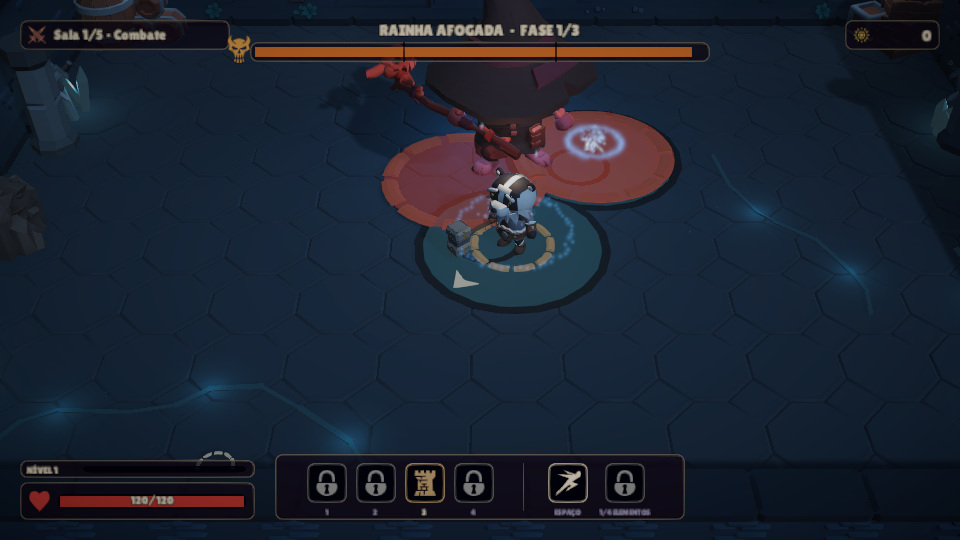 Sala 1/5 - Combate
RAINHA AFOGADA - FASE 1/3
0
NÍVEL 1
120/120
1
2
3
4
ESPAÇO
1/4 ELEMENTOS